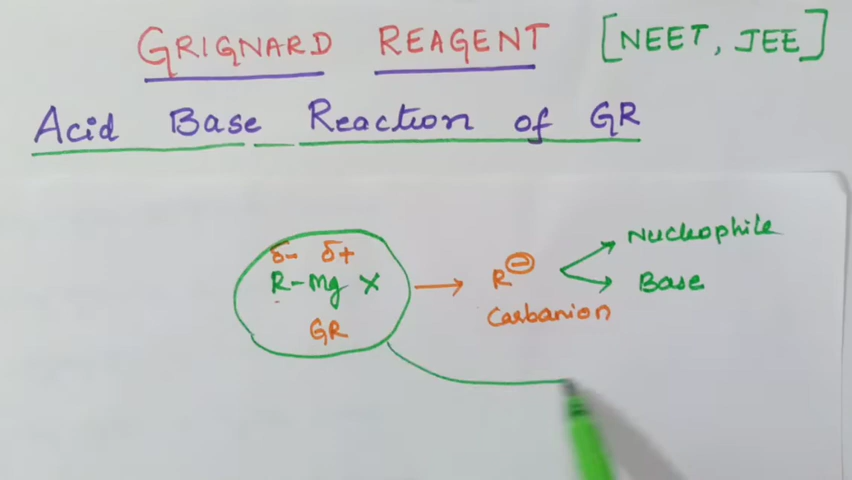 GRIGNARD REAGENT [NEET, JEE]
Acid Base Reaction of GR
δ- δ+
R-Mg X → R⊖
GR
Carbanion
Nucleophile
Base